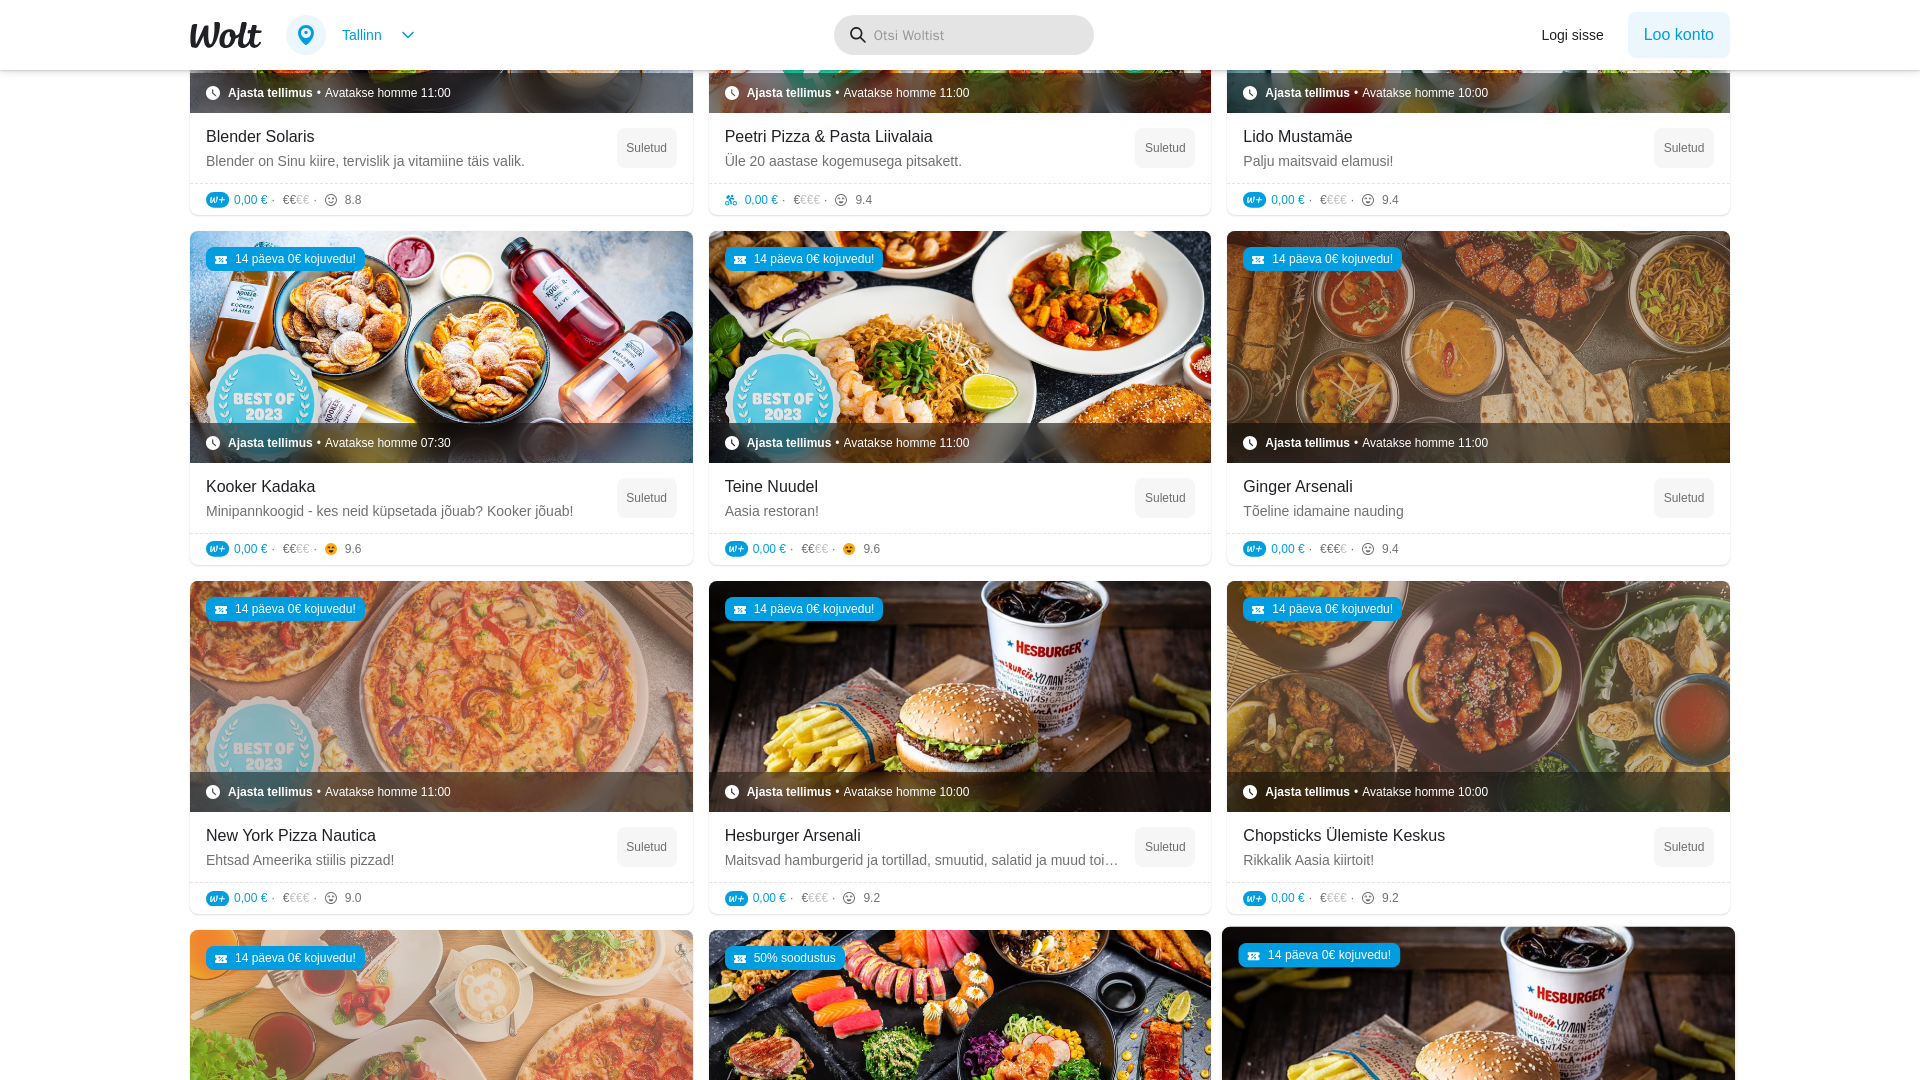 Wolt
Tallinn
Otsi Woltist
Logi sisse
Loo konto
Ajasta tellimus • Avatakse homme 11:00
Blender Solaris
Blender on Sinu kiire, tervislik ja vitamiine täis valik.
Suletud
W+ 0,00 € · €€€€ · 8.8
Ajasta tellimus • Avatakse homme 11:00
Peetri Pizza & Pasta Liivalaia
Üle 20 aastase kogemusega pitsakett.
Suletud
0,00 € · €€€€ · 9.4
Ajasta tellimus • Avatakse homme 10:00
Lido Mustamäe
Palju maitsvaid elamusi!
Suletud
W+ 0,00 € · €€€€ · 9.4
14 päeva 0€ kojuvedu!
BEST OF
2023
Ajasta tellimus • Avatakse homme 07:30
Kooker Kadaka
Minipannkoogid - kes neid küpsetada jõuab? Kooker jõuab!
Suletud
W+ 0,00 € · €€€€ · 9.6
14 päeva 0€ kojuvedu!
BEST OF
2023
Ajasta tellimus • Avatakse homme 11:00
Teine Nuudel
Aasia restoran!
Suletud
W+ 0,00 € · €€€€ · 9.6
14 päeva 0€ kojuvedu!
Ajasta tellimus • Avatakse homme 11:00
Ginger Arsenali
Tõeline idamaine nauding
Suletud
W+ 0,00 € · €€€€ · 9.4
14 päeva 0€ kojuvedu!
BEST OF
2023
Ajasta tellimus • Avatakse homme 11:00
New York Pizza Nautica
Ehtsad Ameerika stiilis pizzad!
Suletud
W+ 0,00 € · €€€€ · 9.0
14 päeva 0€ kojuvedu!
HESBURGER
Ajasta tellimus • Avatakse homme 10:00
Hesburger Arsenali
Maitsvad hamburgerid ja tortillad, smuutid, salatid ja muud toi…
Suletud
W+ 0,00 € · €€€€ · 9.2
14 päeva 0€ kojuvedu!
Ajasta tellimus • Avatakse homme 10:00
Chopsticks Ülemiste Keskus
Rikkalik Aasia kiirtoit!
Suletud
W+ 0,00 € · €€€€ · 9.2
14 päeva 0€ kojuvedu!
50% soodustus
14 päeva 0€ kojuvedu!
HESBURGER